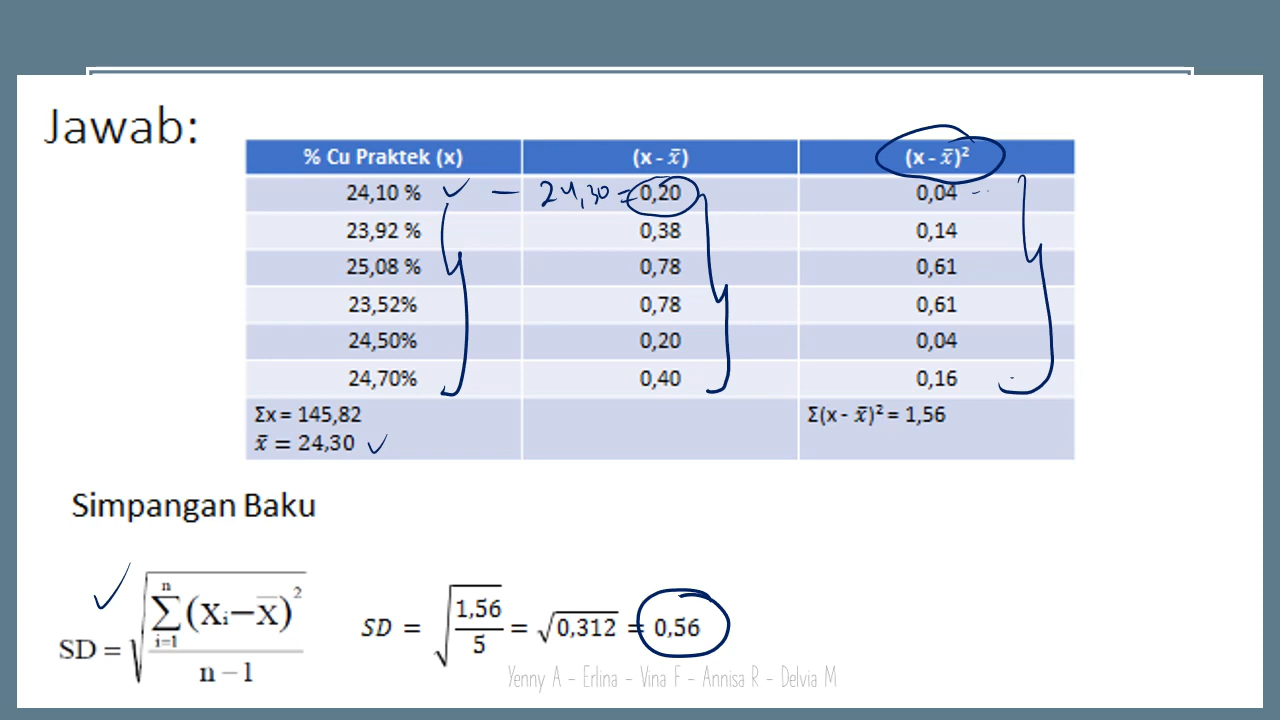 Jawab:
% Cu Praktek (x) (x - x̄) (x - x̄)²
24,10 % — 24,30 = 0,20 0,04
23,92 % 0,38 0,14
25,08 % 0,78 0,61
23,52% 0,78 0,61
24,50% 0,20 0,04
24,70% 0,40 0,16
Σx = 145,82 Σ(x - x̄)² = 1,56
x̄ = 24,30
Simpangan Baku
SD = √(∑ⁿᵢ₌₁ (Xᵢ–x̄)² / n – 1) SD = √(1,56/5) = √0,312 = 0,56
Yenny A - Erlina - Vina F - Annisa R - Delvia M